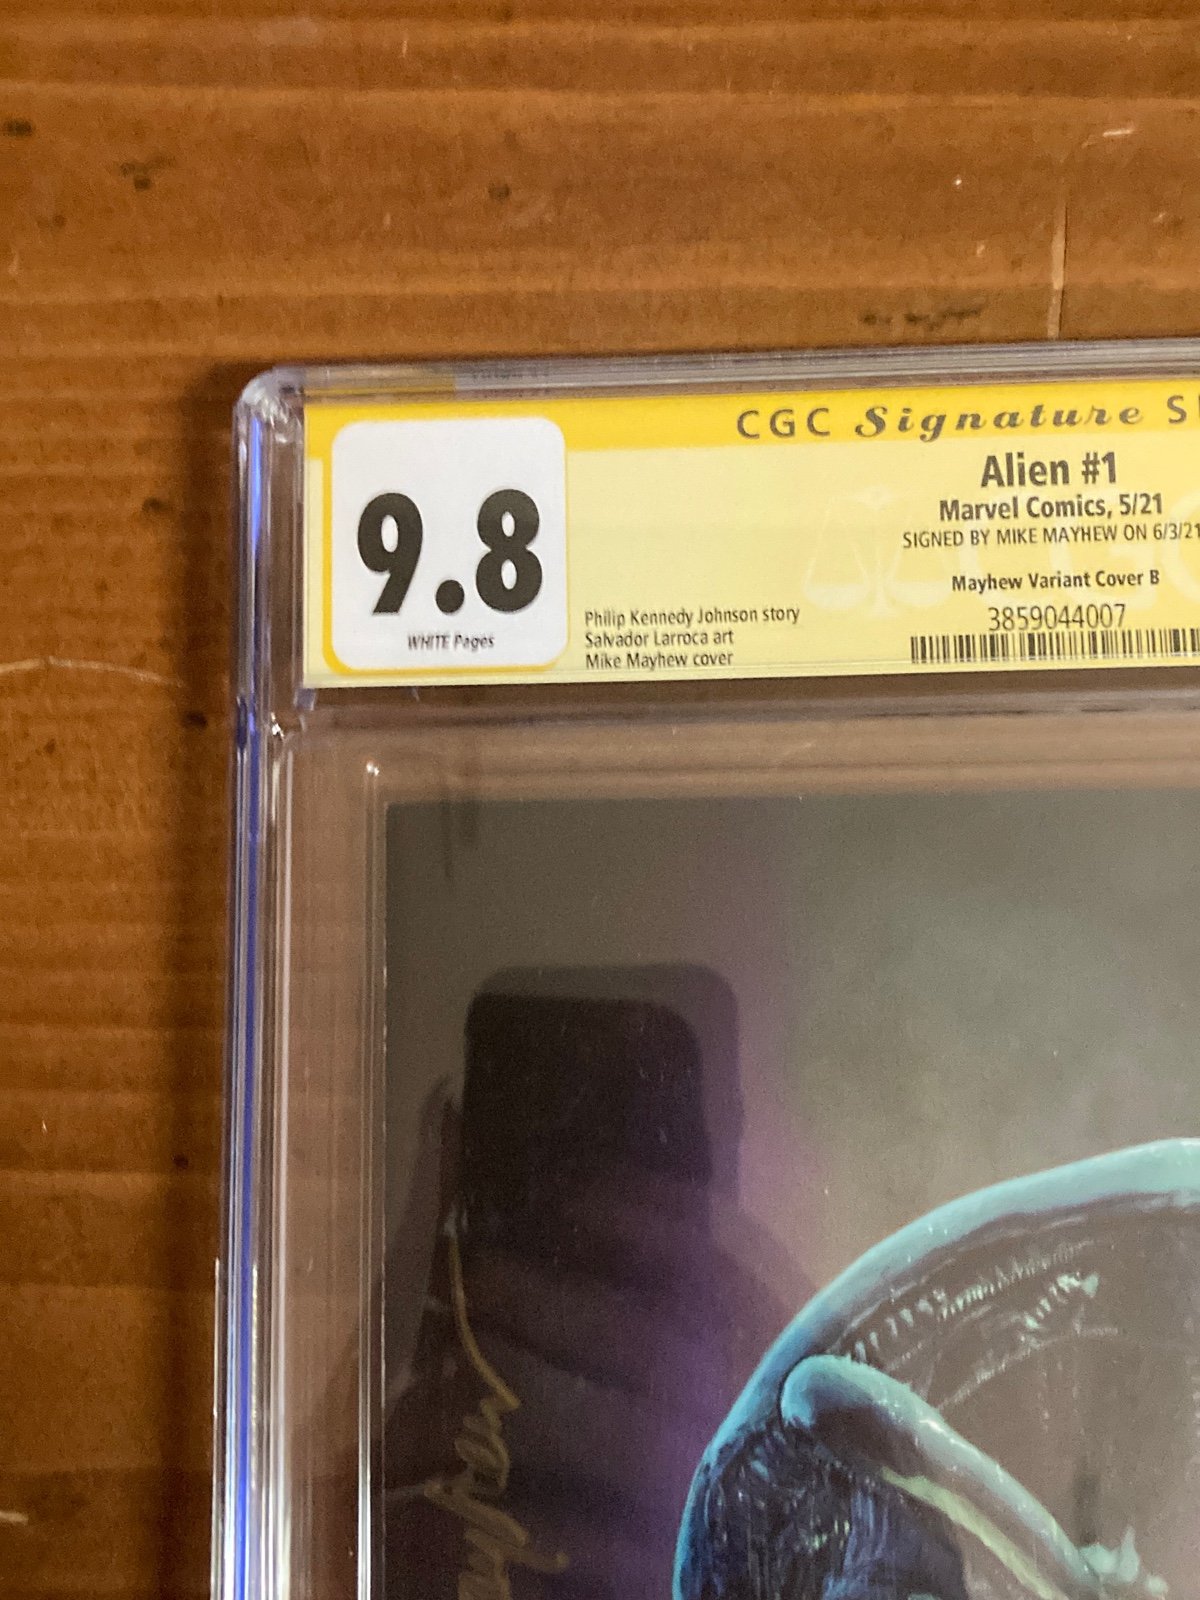 CGC Signature
9.8
WHITE Pages
Alien #1
Marvel Comics, 5/21
SIGNED BY MIKE MAYHEW ON 6/3/21
Mayhew Variant Cover B
3859044007
Philip Kennedy Johnson story
Salvador Larroca art
Mike Mayhew cover